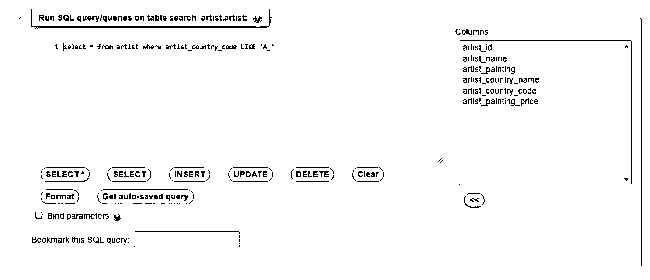 Run SQL query/queries on table search_artist.artist:
1 select * from artist where artist_country_code LIKE 'A_'
Columns
artist_id
artist_name
artist_painting
artist_country_name
artist_country_code
artist_painting_price
SELECT * SELECT INSERT UPDATE DELETE Clear
Format Get auto-saved query
<<
Bind parameters
Bookmark this SQL query: